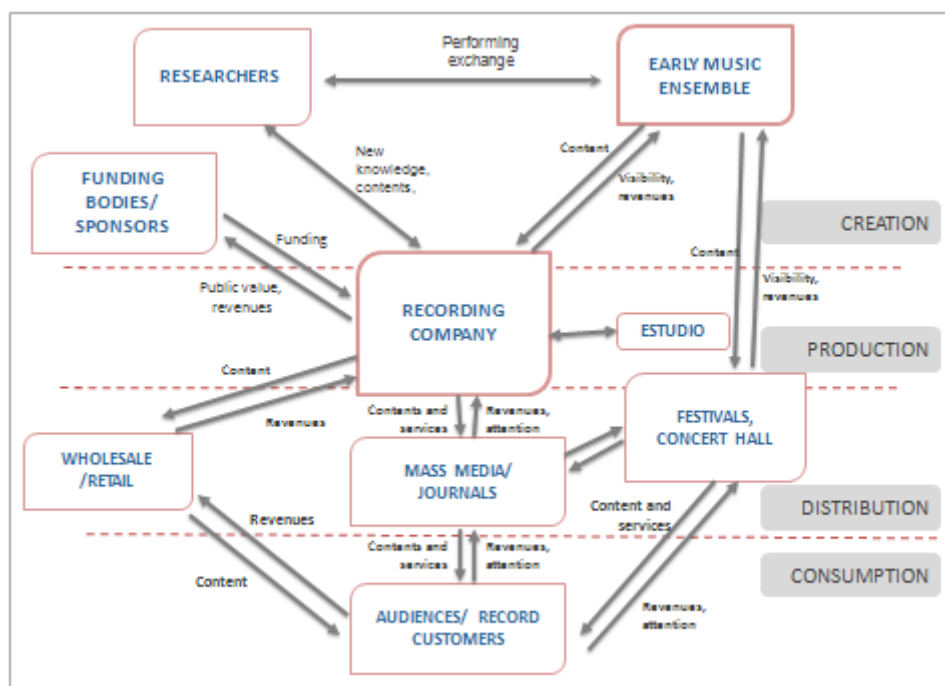 Performing
exchange
RESEARCHERS
EARLY MUSIC
ENSEMBLE
New
knowledge,
contents,
Content
Visibility,
revenues
FUNDING
BODIES/
SPONSORS
Funding
CREATION
Content
Public value,
revenues
Visibility,
revenues
RECORDING
COMPANY
ESTUDIO
PRODUCTION
Content
Revenues
Contents and
services
Revenues,
attention
FESTIVALS,
CONCERT HALL
WHOLESALE
/RETAIL
MASS MEDIA/
JOURNALS
Content and
services
DISTRIBUTION
Revenues
Contents and
services
Revenues,
attention
CONSUMPTION
Content
AUDIENCES/ RECORD
CUSTOMERS
Revenues,
attention